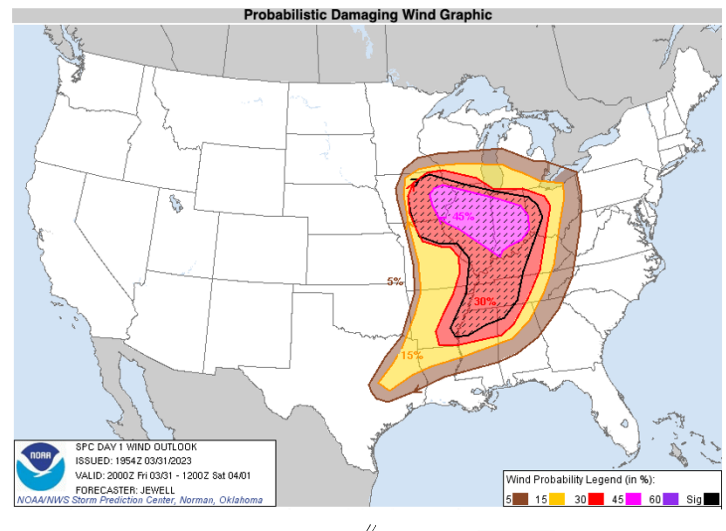 Probabilistic Damaging Wind Graphic
45%
5%
30%
15%
NOAA
SPC DAY 1 WIND OUTLOOK
ISSUED: 1954Z 03/31/2023
VALID: 2000Z Fri 03/31 - 1200Z Sat 04/01
FORECASTER: JEWELL
NOAA/NWS Storm Prediction Center, Norman, Oklahoma
Wind Probability Legend (in %):
5 15 30 45 60 Sig